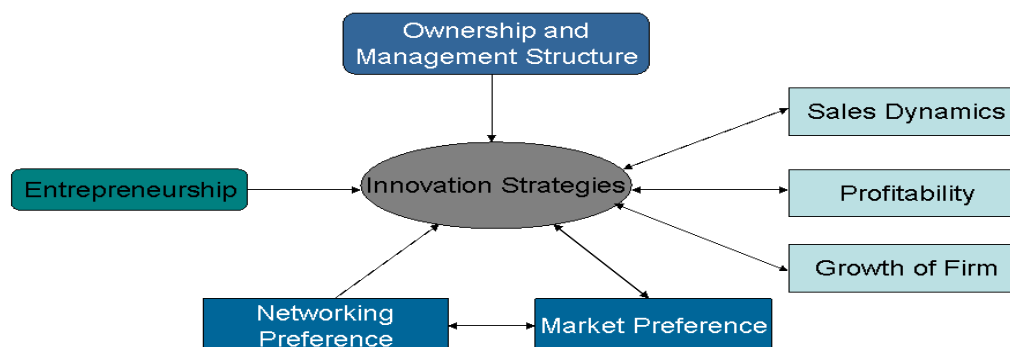 Ownership and
Management Structure
Sales Dynamics
Entrepreneurship
Innovation Strategies
Profitability
Growth of Firm
Networking
Preference
Market Preference